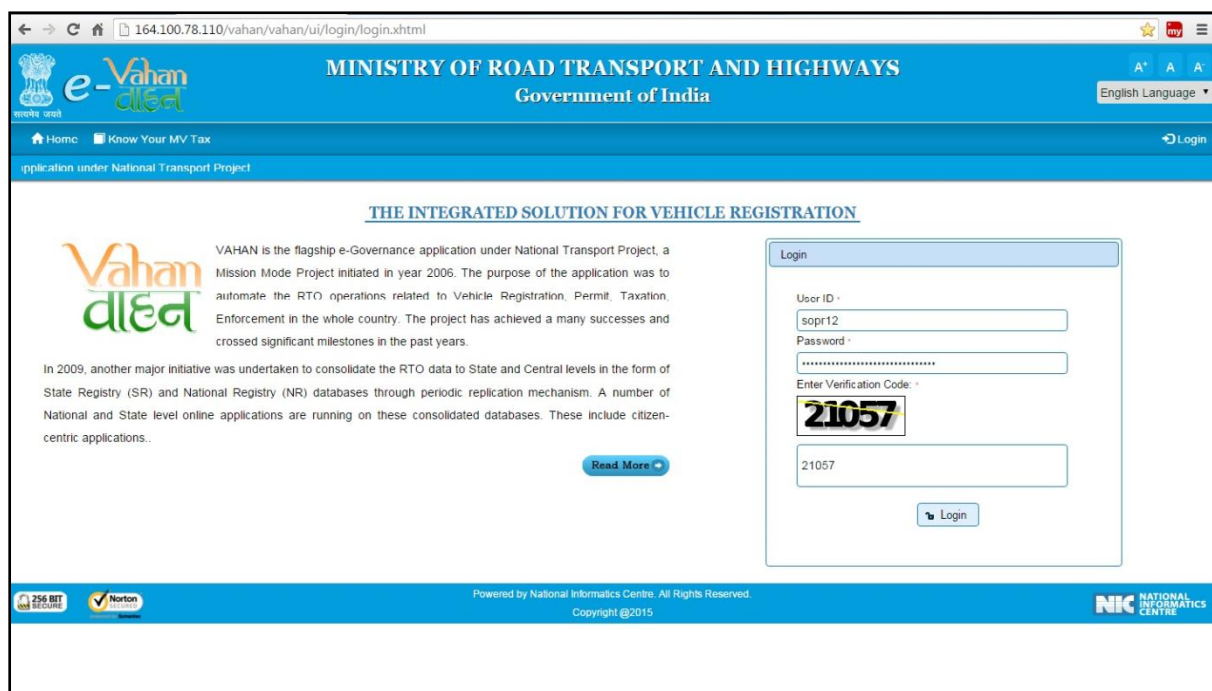 164.100.78.110/vahan/vahan/ui/login/login.xhtml
my
सत्यमेव जयते
e-Vahan
वाहन
MINISTRY OF ROAD TRANSPORT AND HIGHWAYS
Government of India
A+ A A-
English Language
Home Know Your MV Tax
Login
application under National Transport Project
THE INTEGRATED SOLUTION FOR VEHICLE REGISTRATION
Vahan
वाहन
VAHAN is the flagship e-Governance application under National Transport Project, a
Mission Mode Project initiated in year 2006. The purpose of the application was to
automate the RTO operations related to Vehicle Registration, Permit, Taxation,
Enforcement in the whole country. The project has achieved a many successes and
crossed significant milestones in the past years.
In 2009, another major initiative was undertaken to consolidate the RTO data to State and Central levels in the form of
State Registry (SR) and National Registry (NR) databases through periodic replication mechanism. A number of
National and State level online applications are running on these consolidated databases. These include citizen-
centric applications..
Read More
Login
User ID
sopr12
Password
Enter Verification Code:
21057
21057
Login
256 BIT
SECURE
Norton
SECURED
Powered by National Informatics Centre. All Rights Reserved.
Copyright @2015
NIC NATIONAL
INFORMATICS
CENTRE